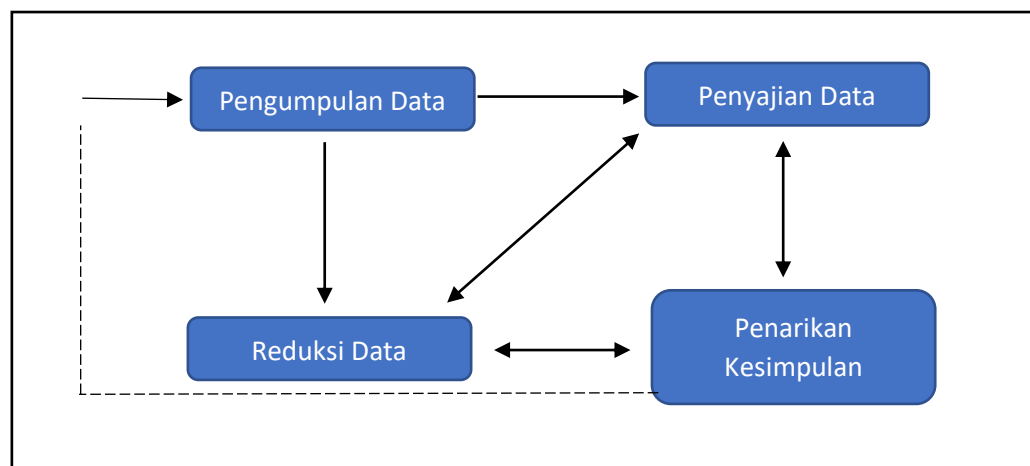 Pengumpulan Data
Penyajian Data
Reduksi Data
Penarikan
Kesimpulan